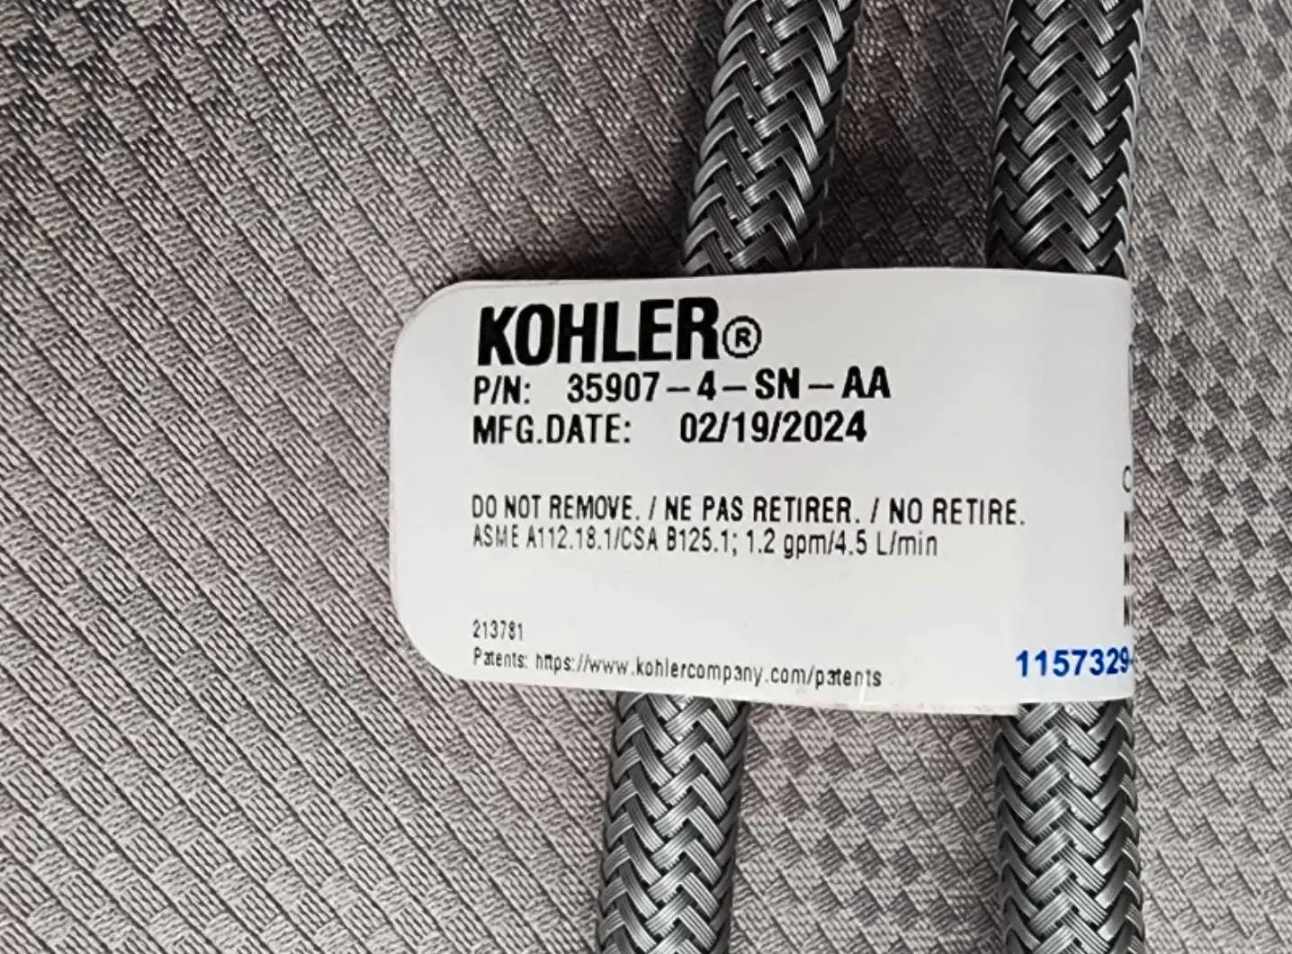 KOHLER®
P/N: 35907-4-SN-AA
MFG.DATE: 02/19/2024
DO NOT REMOVE. / NE PAS RETIRER. / NO RETIRE.
ASME A112.18.1/CSA B125.1; 1.2 gpm/4.5 L/min
213781
Patents: https://www.kohlercompany.com/patents
1157329-